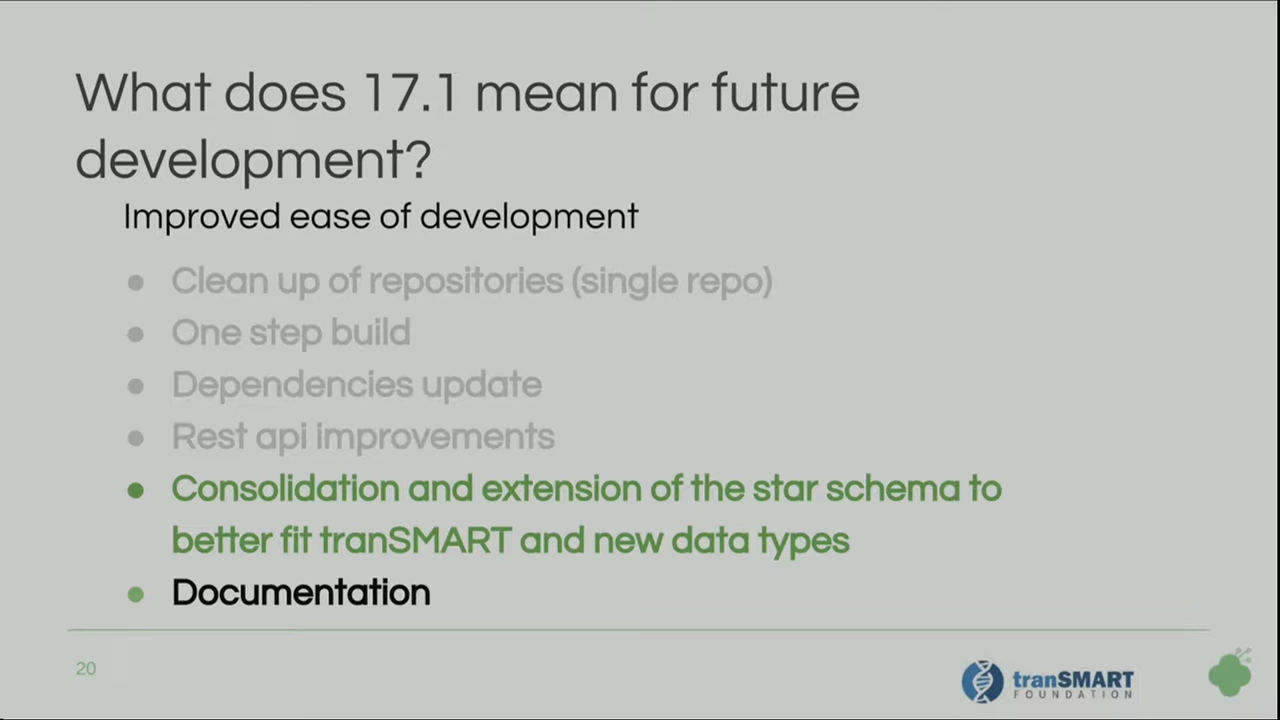 What does 17.1 mean for future
development?
Improved ease of development
● Clean up of repositories (single repo)
● One step build
● Dependencies update
● Rest api improvements
● Consolidation and extension of the star schema to
better fit tranSMART and new data types
● Documentation
20
tranSMART
FOUNDATION